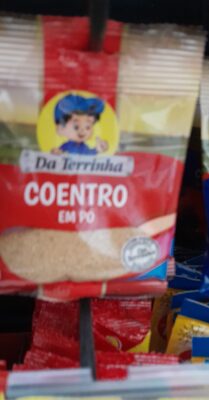 Da Terrinha
COENTRO
EM PÓ